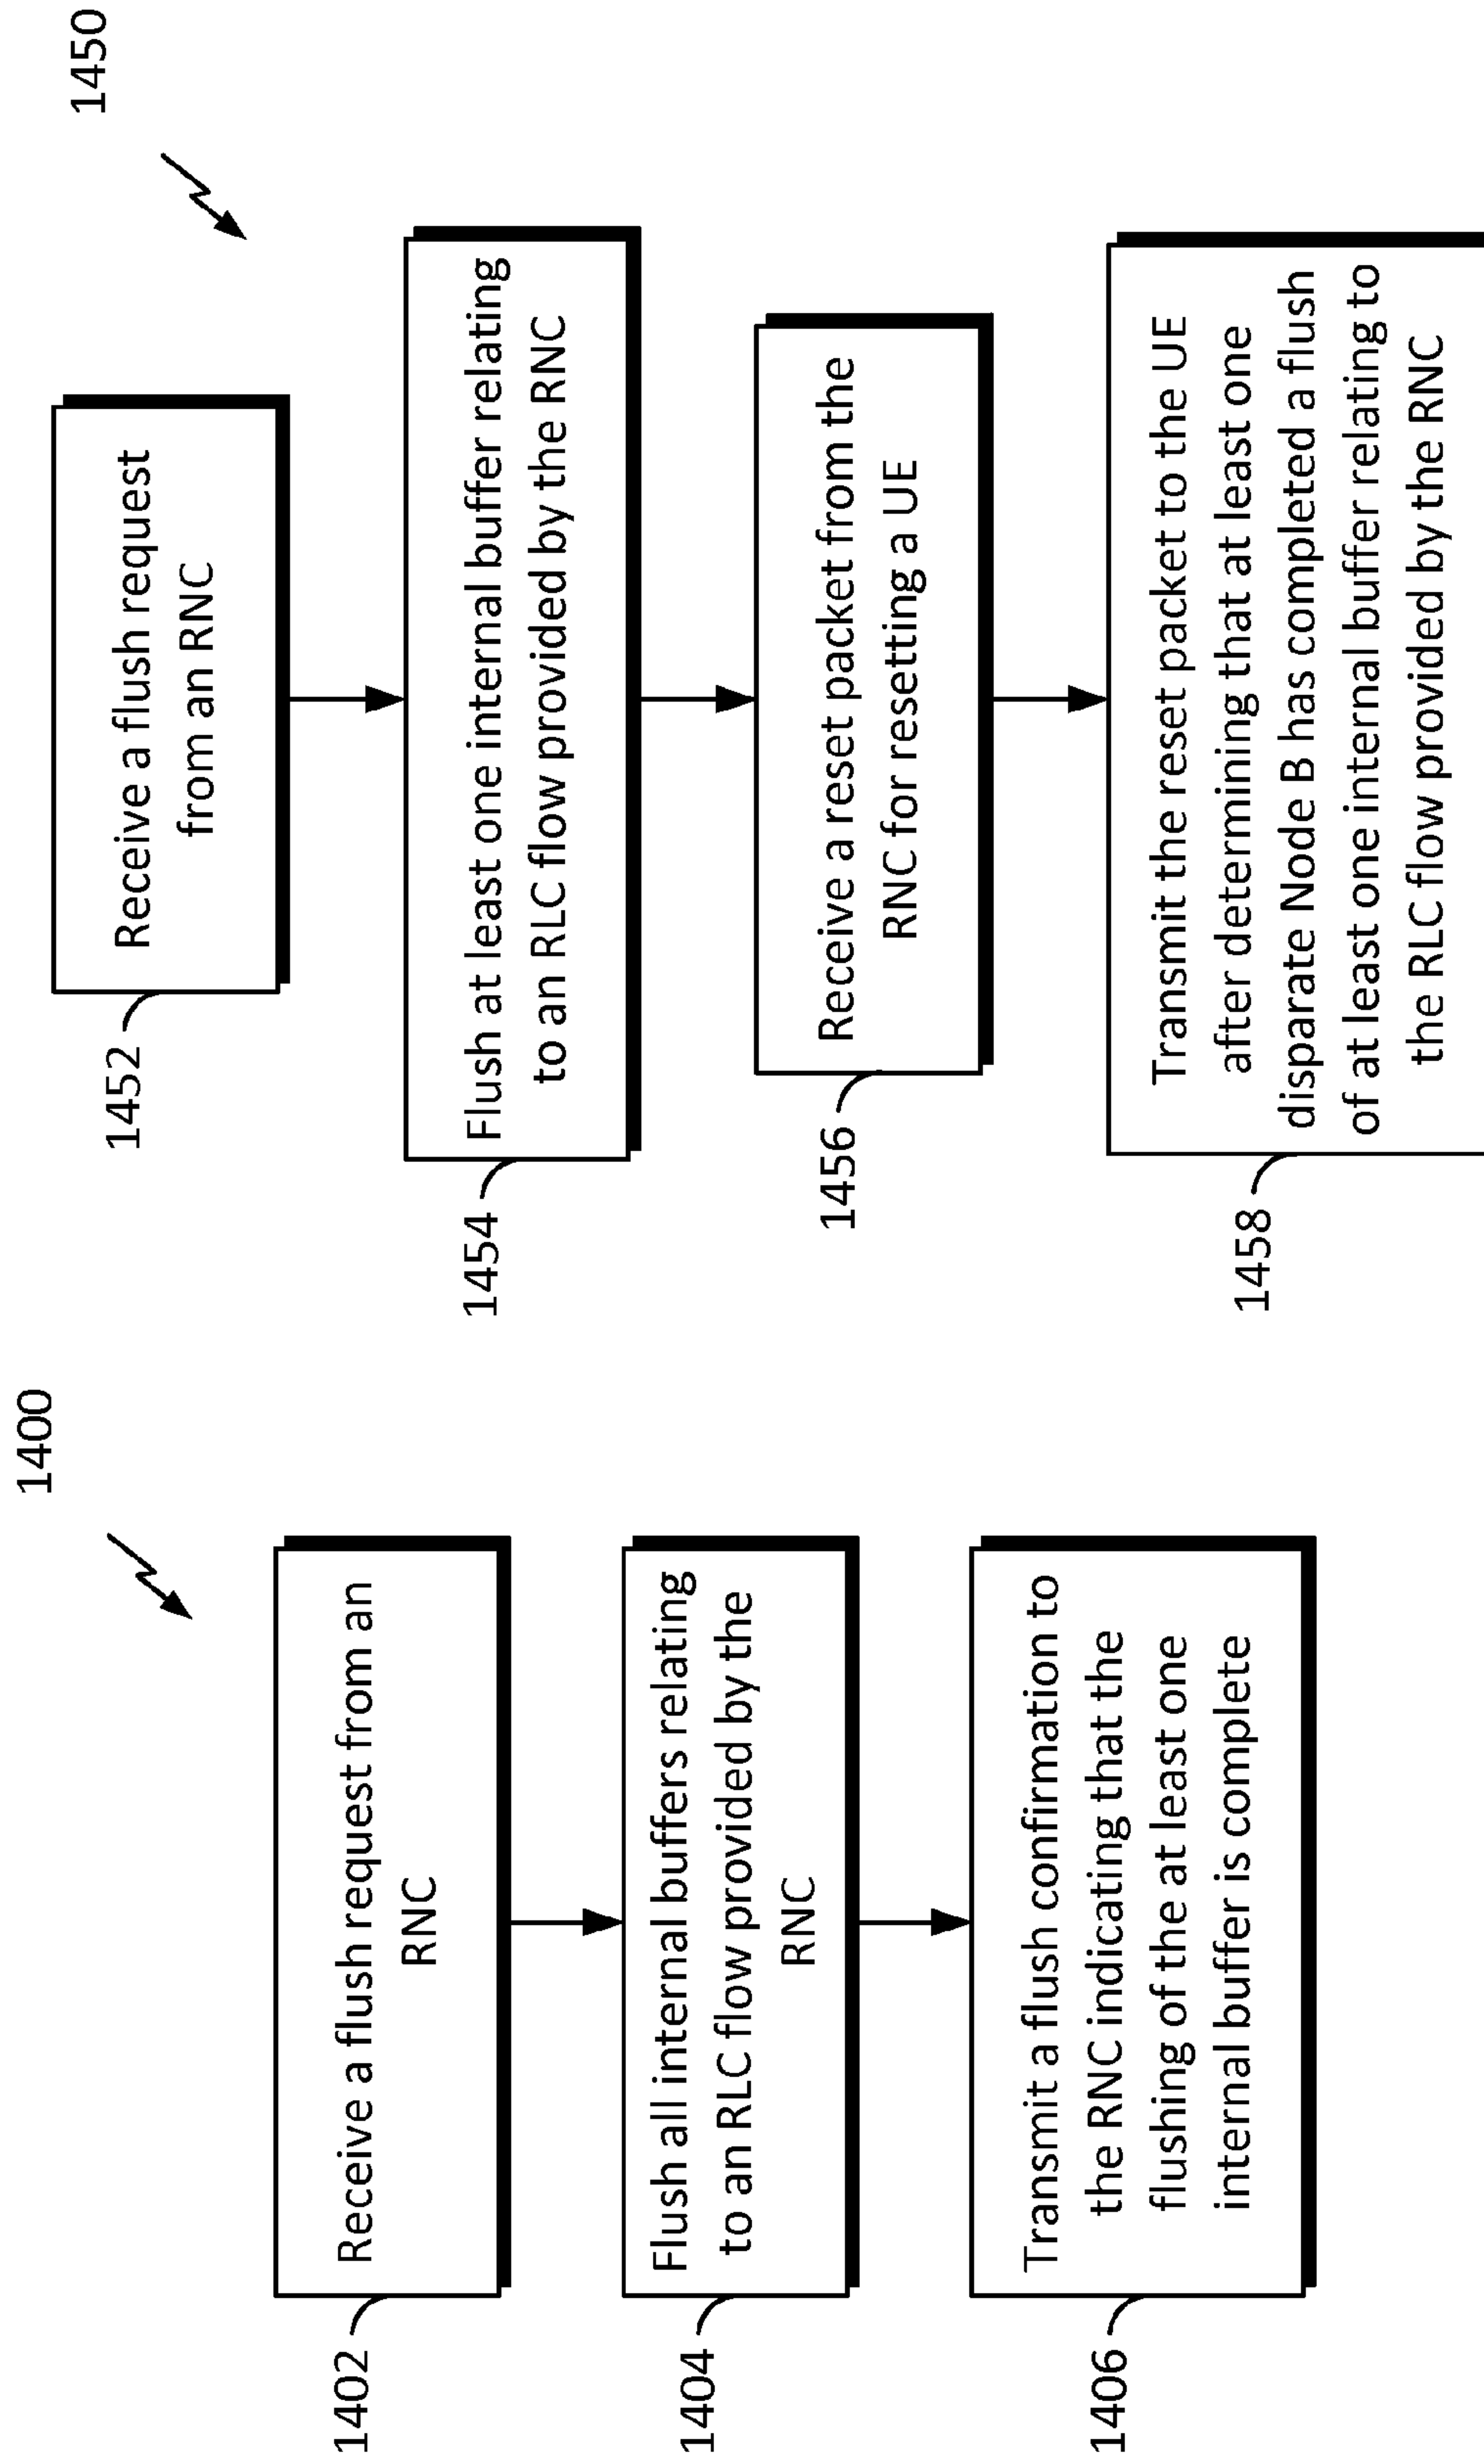 1400
1402
Receive a flush request from an
RNC
1404
Flush all internal buffers relating
to an RLC flow provided by the
RNC
1406
Transmit a flush confirmation to
the RNC indicating that the
flushing of the at least one
internal buffer is complete
1450
1452
Receive a flush request
from an RNC
1454
Flush at least one internal buffer relating
to an RLC flow provided by the RNC
1456
Receive a reset packet from the
RNC for resetting a UE
1458
Transmit the reset packet to the UE
after determining that at least one
disparate Node B has completed a flush
of at least one internal buffer relating to
the RLC flow provided by the RNC